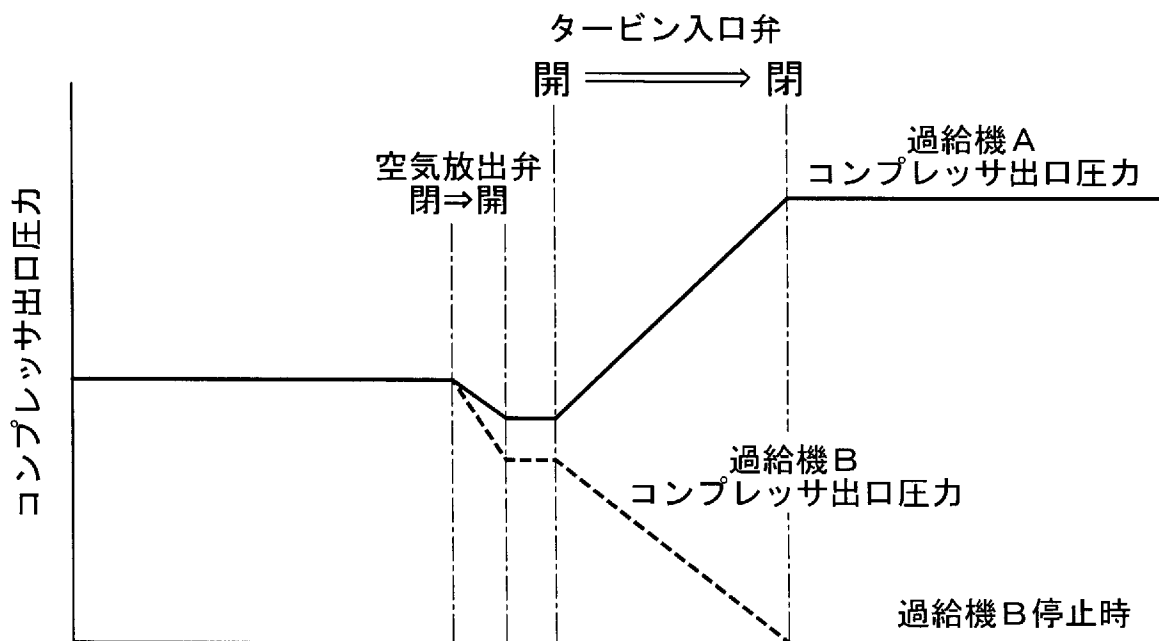 タービン入口弁
開 ⇒ 閉
空気放出弁
閉⇒開
過給機A
コンプレッサ出口圧力
コンプレッサ出口圧力
過給機B
コンプレッサ出口圧力
過給機B停止時